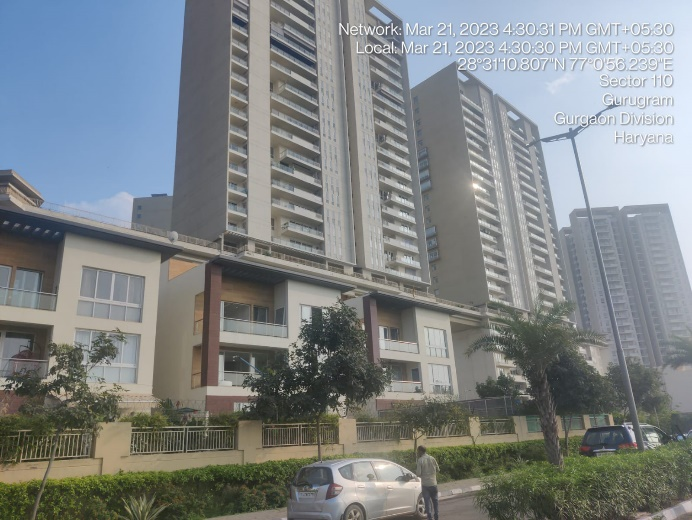 Network: Mar 21, 2023 4:30:31 PM GMT+05:30
Local: Mar 21, 2023 4:30:30 PM GMT+05:30
28°31'10.807"N 77°0'56.239"E
Sector 110
Gurugram
Gurgaon Division
Haryana